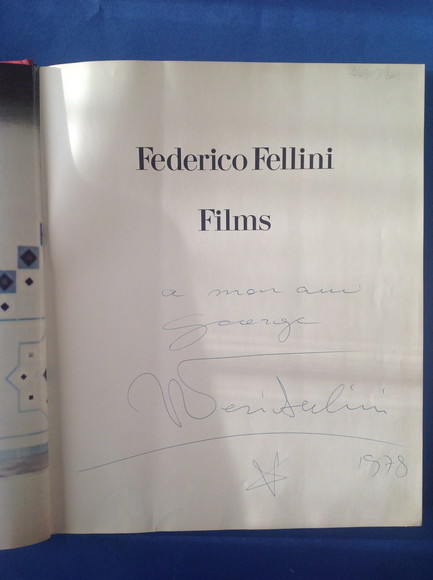 Federico Fellini
Films
a mon ami
George
1978